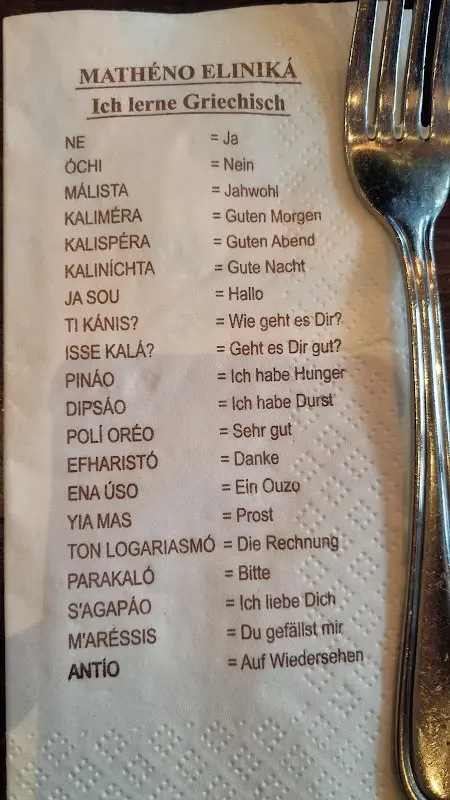 MATHÉNO ELINIKÁ
Ich lerne Griechisch
NE = Ja
ÓCHI = Nein
MÁLISTA = Jahwohl
KALIMÉRA = Guten Morgen
KALISPÉRA = Guten Abend
KALINÍCHTA = Gute Nacht
JA SOU = Hallo
TI KÁNIS? = Wie geht es Dir?
ISSE KALÁ? = Geht es Dir gut?
PINÁO = Ich habe Hunger
DIPSÁO = Ich habe Durst
POLÍ ORÉO = Sehr gut
EFHARISTÓ = Danke
ENA ÚSO = Ein Ouzo
YIA MAS = Prost
TON LOGARIASMÓ = Die Rechnung
PARAKALÓ = Bitte
S'AGAPÁO = Ich liebe Dich
M'ARÉSSIS = Du gefällst mir
ANTÍO = Auf Wiedersehen